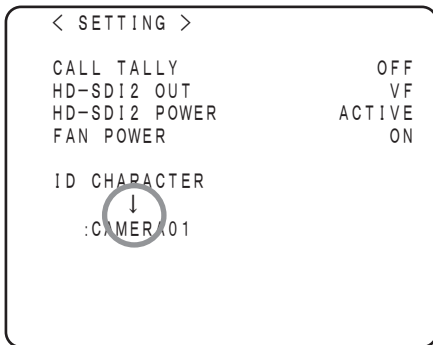 < SETTING >
CALL TALLY OFF
HD-SDI2 OUT VF
HD-SDI2 POWER ACTIVE
FAN POWER ON
ID CHARACTER
↓
:CAMERA01